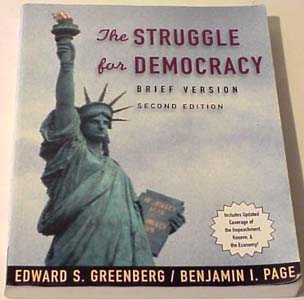 The STRUGGLE
for DEMOCRACY
BRIEF VERSION
SECOND EDITION
Includes Updated
Coverage of
the Impeachment,
Kosovo, &
the Economy!
EDWARD S. GREENBERG / BENJAMIN I. PAGE